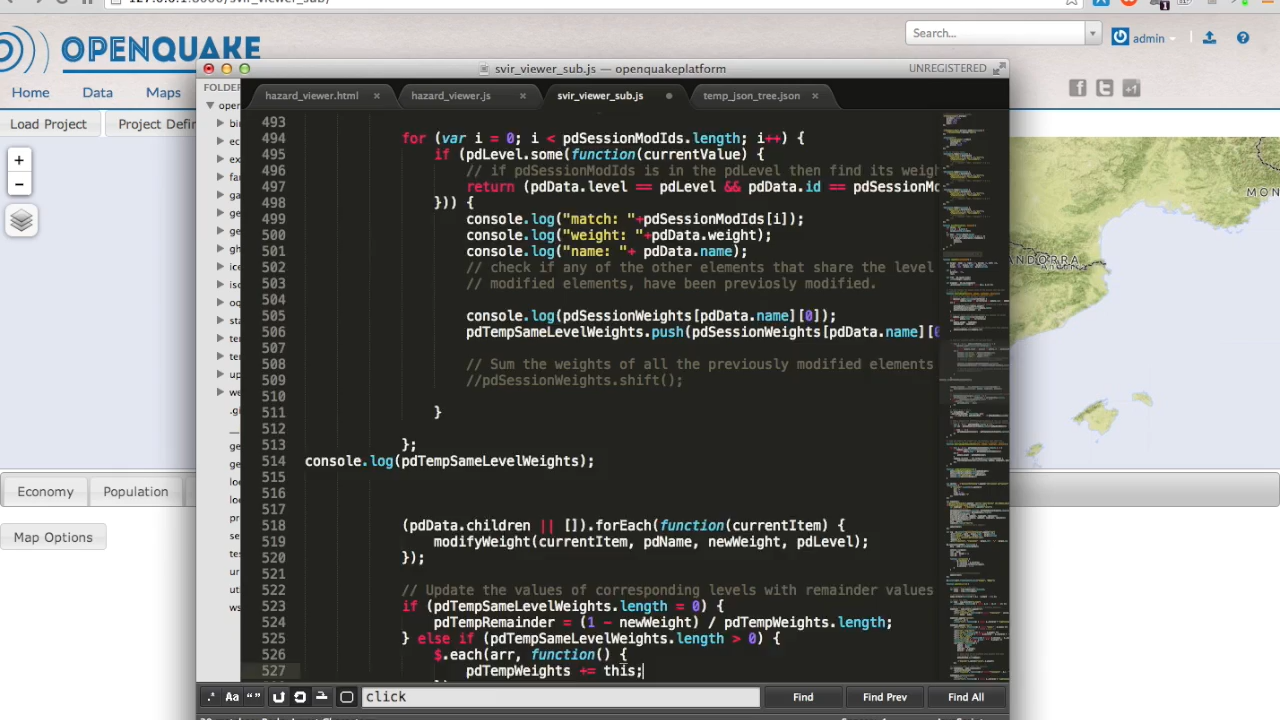 OPENQUAKE
Search...
admin
Home Data Maps
Load Project
Economy Population
Map Options
ANDORRA
svir_viewer_sub.js — openquakeplatform
UNREGISTERED
hazard_viewer.html × hazard_viewer.js × svir_viewer_sub.js temp_json_tree.json ×
493
494 for (var i = 0; i < pdSessionModIds.length; i++) {
495 if (pdLevel.some(function(currentValue) {
496 // if pdSessionModIds is in the pdLevel then find its weigh
497 return (pdData.level == pdLevel && pdData.id == pdSessionMo
498 })) {
499 console.log("match: "+pdSessionModIds[i]);
500 console.log("weight: "+pdData.weight);
501 console.log("name: "+ pdData.name);
502 // check if any of the other elements that share the level
503 // modified elements, have been previosly modified.
504
505 console.log(pdSessionWeights[pdData.name][0]);
506 pdTempSameLevelWeights.push(pdSessionWeights[pdData.name][0
507
508 // Sum the weights of all the previously modified elements
509 //pdSessionWeights.shift();
510
511 }
512
513 };
514 console.log(pdTempSameLevelWeights);
515
516
517
518 (pdData.children || []).forEach(function(currentItem) {
519 modifyWeight(currentItem, pdName, newWeight, pdLevel);
520 });
521
522 // Update the values of corresponding levels with remainder values
523 if (pdTempSameLevelWeights.length = 0) {
524 pdTempRemainder = (1 - newWeight) / pdTempWeights.length;
525 } else if (pdTempSameLevelWeights.length > 0) {
526 $.each(arr, function() {
527 pdTempWeights += this;
click
Find Find Prev Find All